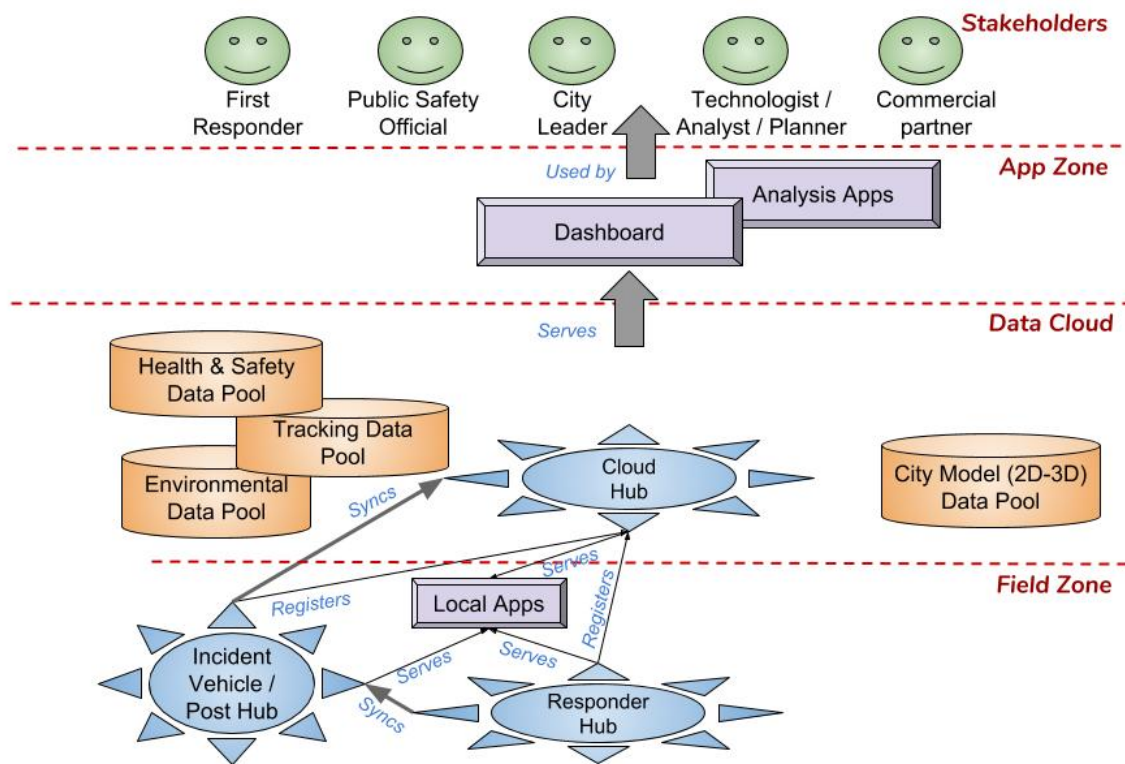 Stakeholders
First
Responder
Public Safety
Official
City
Leader
Technologist /
Analyst / Planner
Commercial
partner
Used by
App Zone
Analysis Apps
Dashboard
Serves
Data Cloud
Health & Safety
Data Pool
Tracking Data
Pool
Environmental
Data Pool
Syncs
Cloud
Hub
City Model (2D-3D)
Data Pool
Field Zone
Serves
Registers
Local Apps
Registers
Incident
Vehicle /
Post Hub
Serves
Serves
Syncs
Responder
Hub